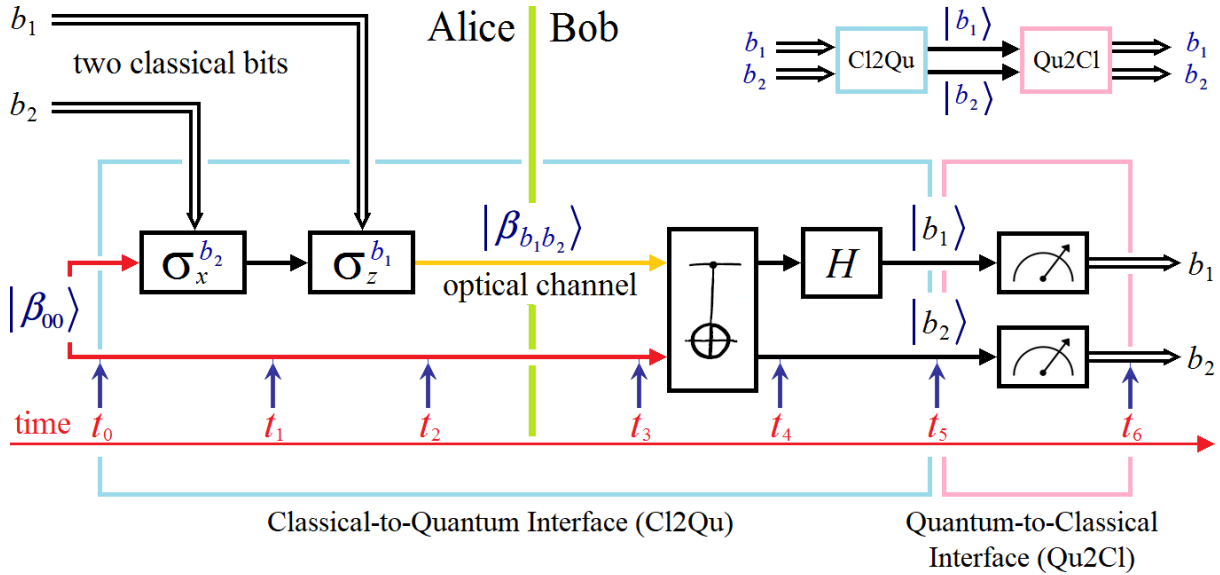 b₁
two classical bits
b₂
Alice
Bob
b₁
b₂
Cl2Qu
|b₁⟩
|b₂⟩
Qu2Cl
b₁
b₂
|β₀₀⟩
σₓ^b₂
σ_z^b₁
|β_b₁b₂⟩
optical channel
H
|b₁⟩
|b₂⟩
b₁
b₂
time t₀ t₁ t₂ t₃ t₄ t₅ t₆
Classical-to-Quantum Interface (Cl2Qu)
Quantum-to-Classical
Interface (Qu2Cl)